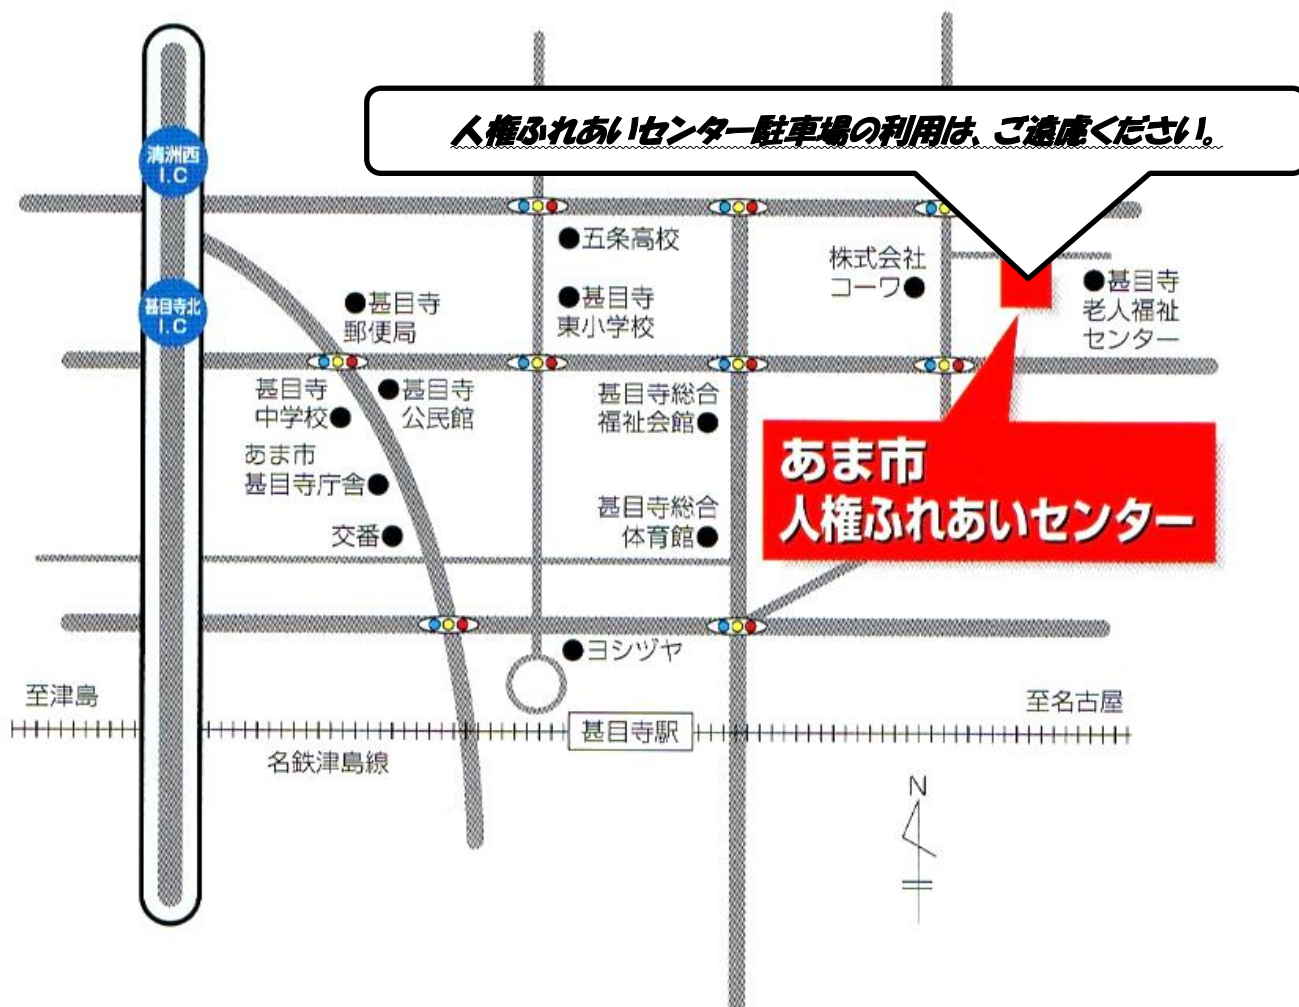 人権ふれあいセンター駐車場の利用は、ご遠慮ください。
清洲西
I.C
五条高校
株式会社
コーワ
甚目寺
老人福祉
センター
甚目寺北
I.C
甚目寺
郵便局
甚目寺
東小学校
甚目寺
中学校
甚目寺
公民館
甚目寺総合
福祉会館
あま市
人権ふれあいセンター
あま市
甚目寺庁舎
甚目寺総合
体育館
交番
ヨシヅヤ
至津島
至名古屋
甚目寺駅
名鉄津島線
N